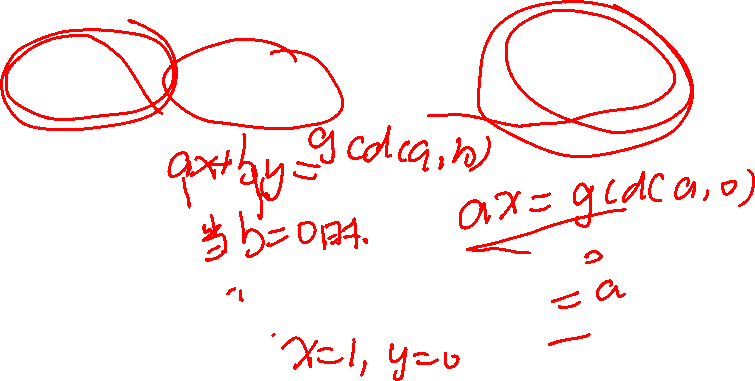 ax+by=gcd(a,b)
当b=0时.
ax=gcd(a,0)
=a
x=1, y=0